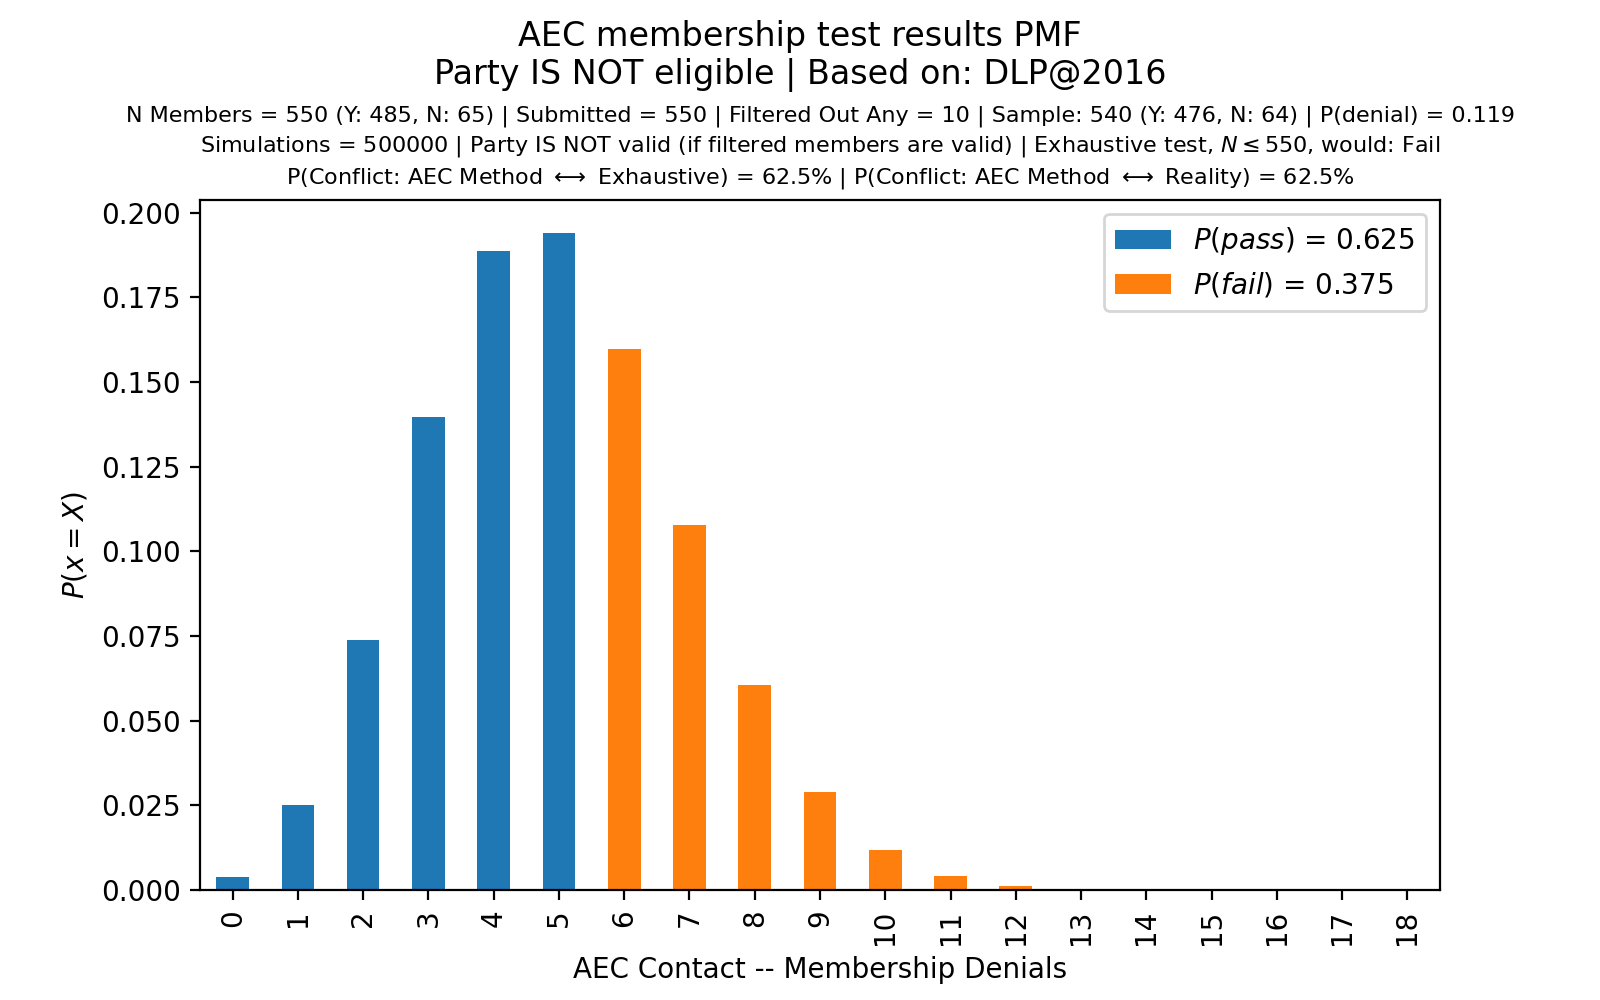 AEC membership test results PMF
Party IS NOT eligible | Based on: DLP@2016
N Members = 550 (Y: 485, N: 65) | Submitted = 550 | Filtered Out Any = 10 | Sample: 540 (Y: 476, N: 64) | P(denial) = 0.119
Simulations = 500000 | Party IS NOT valid (if filtered members are valid) | Exhaustive test, N ≤ 550, would: Fail
P(Conflict: AEC Method ⟷ Exhaustive) = 62.5% | P(Conflict: AEC Method ⟷ Reality) = 62.5%
P(pass) = 0.625
P(fail) = 0.375
P(x = X)
0.200
0.175
0.150
0.125
0.100
0.075
0.050
0.025
0.000
0 1 2 3 4 5 6 7 8 9 10 11 12 13 14 15 16 17 18
AEC Contact -- Membership Denials